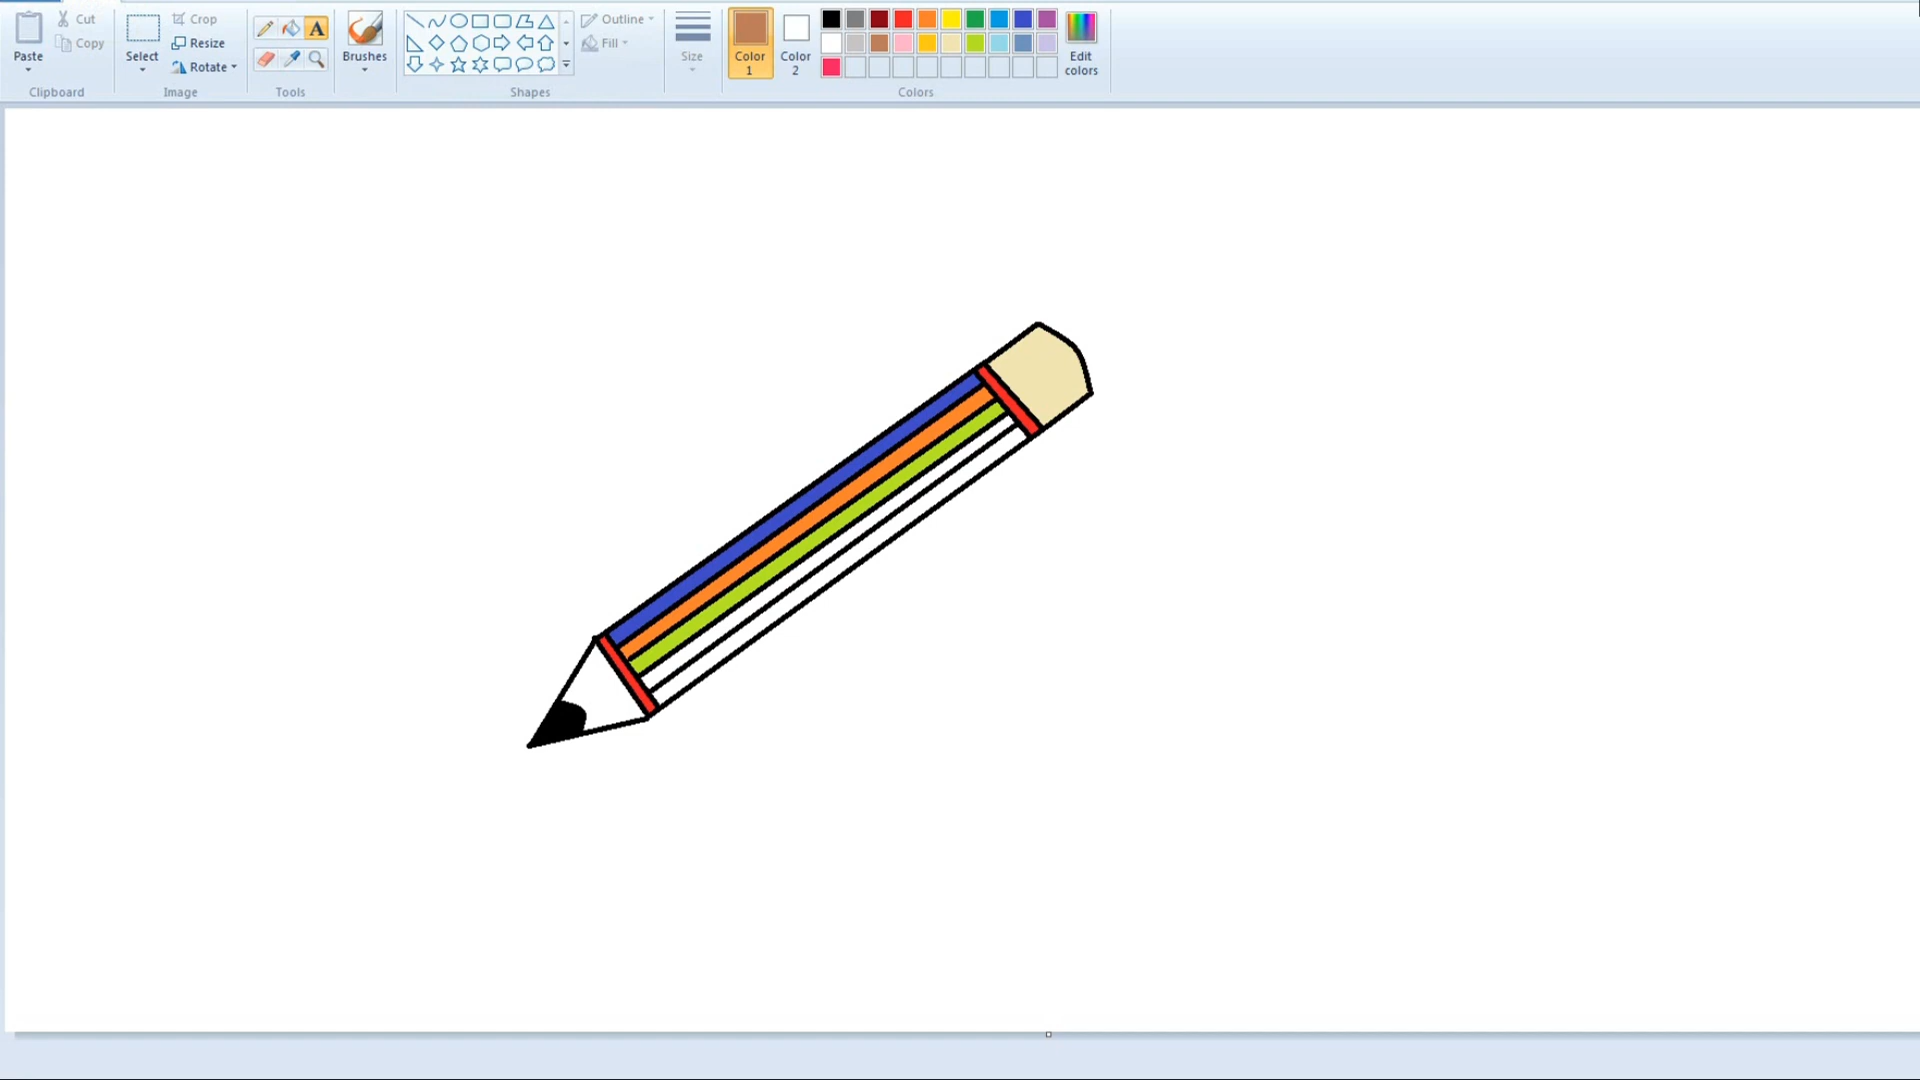 Cut
Copy
Paste
Clipboard
Crop
Resize
Rotate
Select
Image
A
Tools
Brushes
Shapes
Outline
Fill
Size
Color
1
Color
2
Edit
colors
Colors